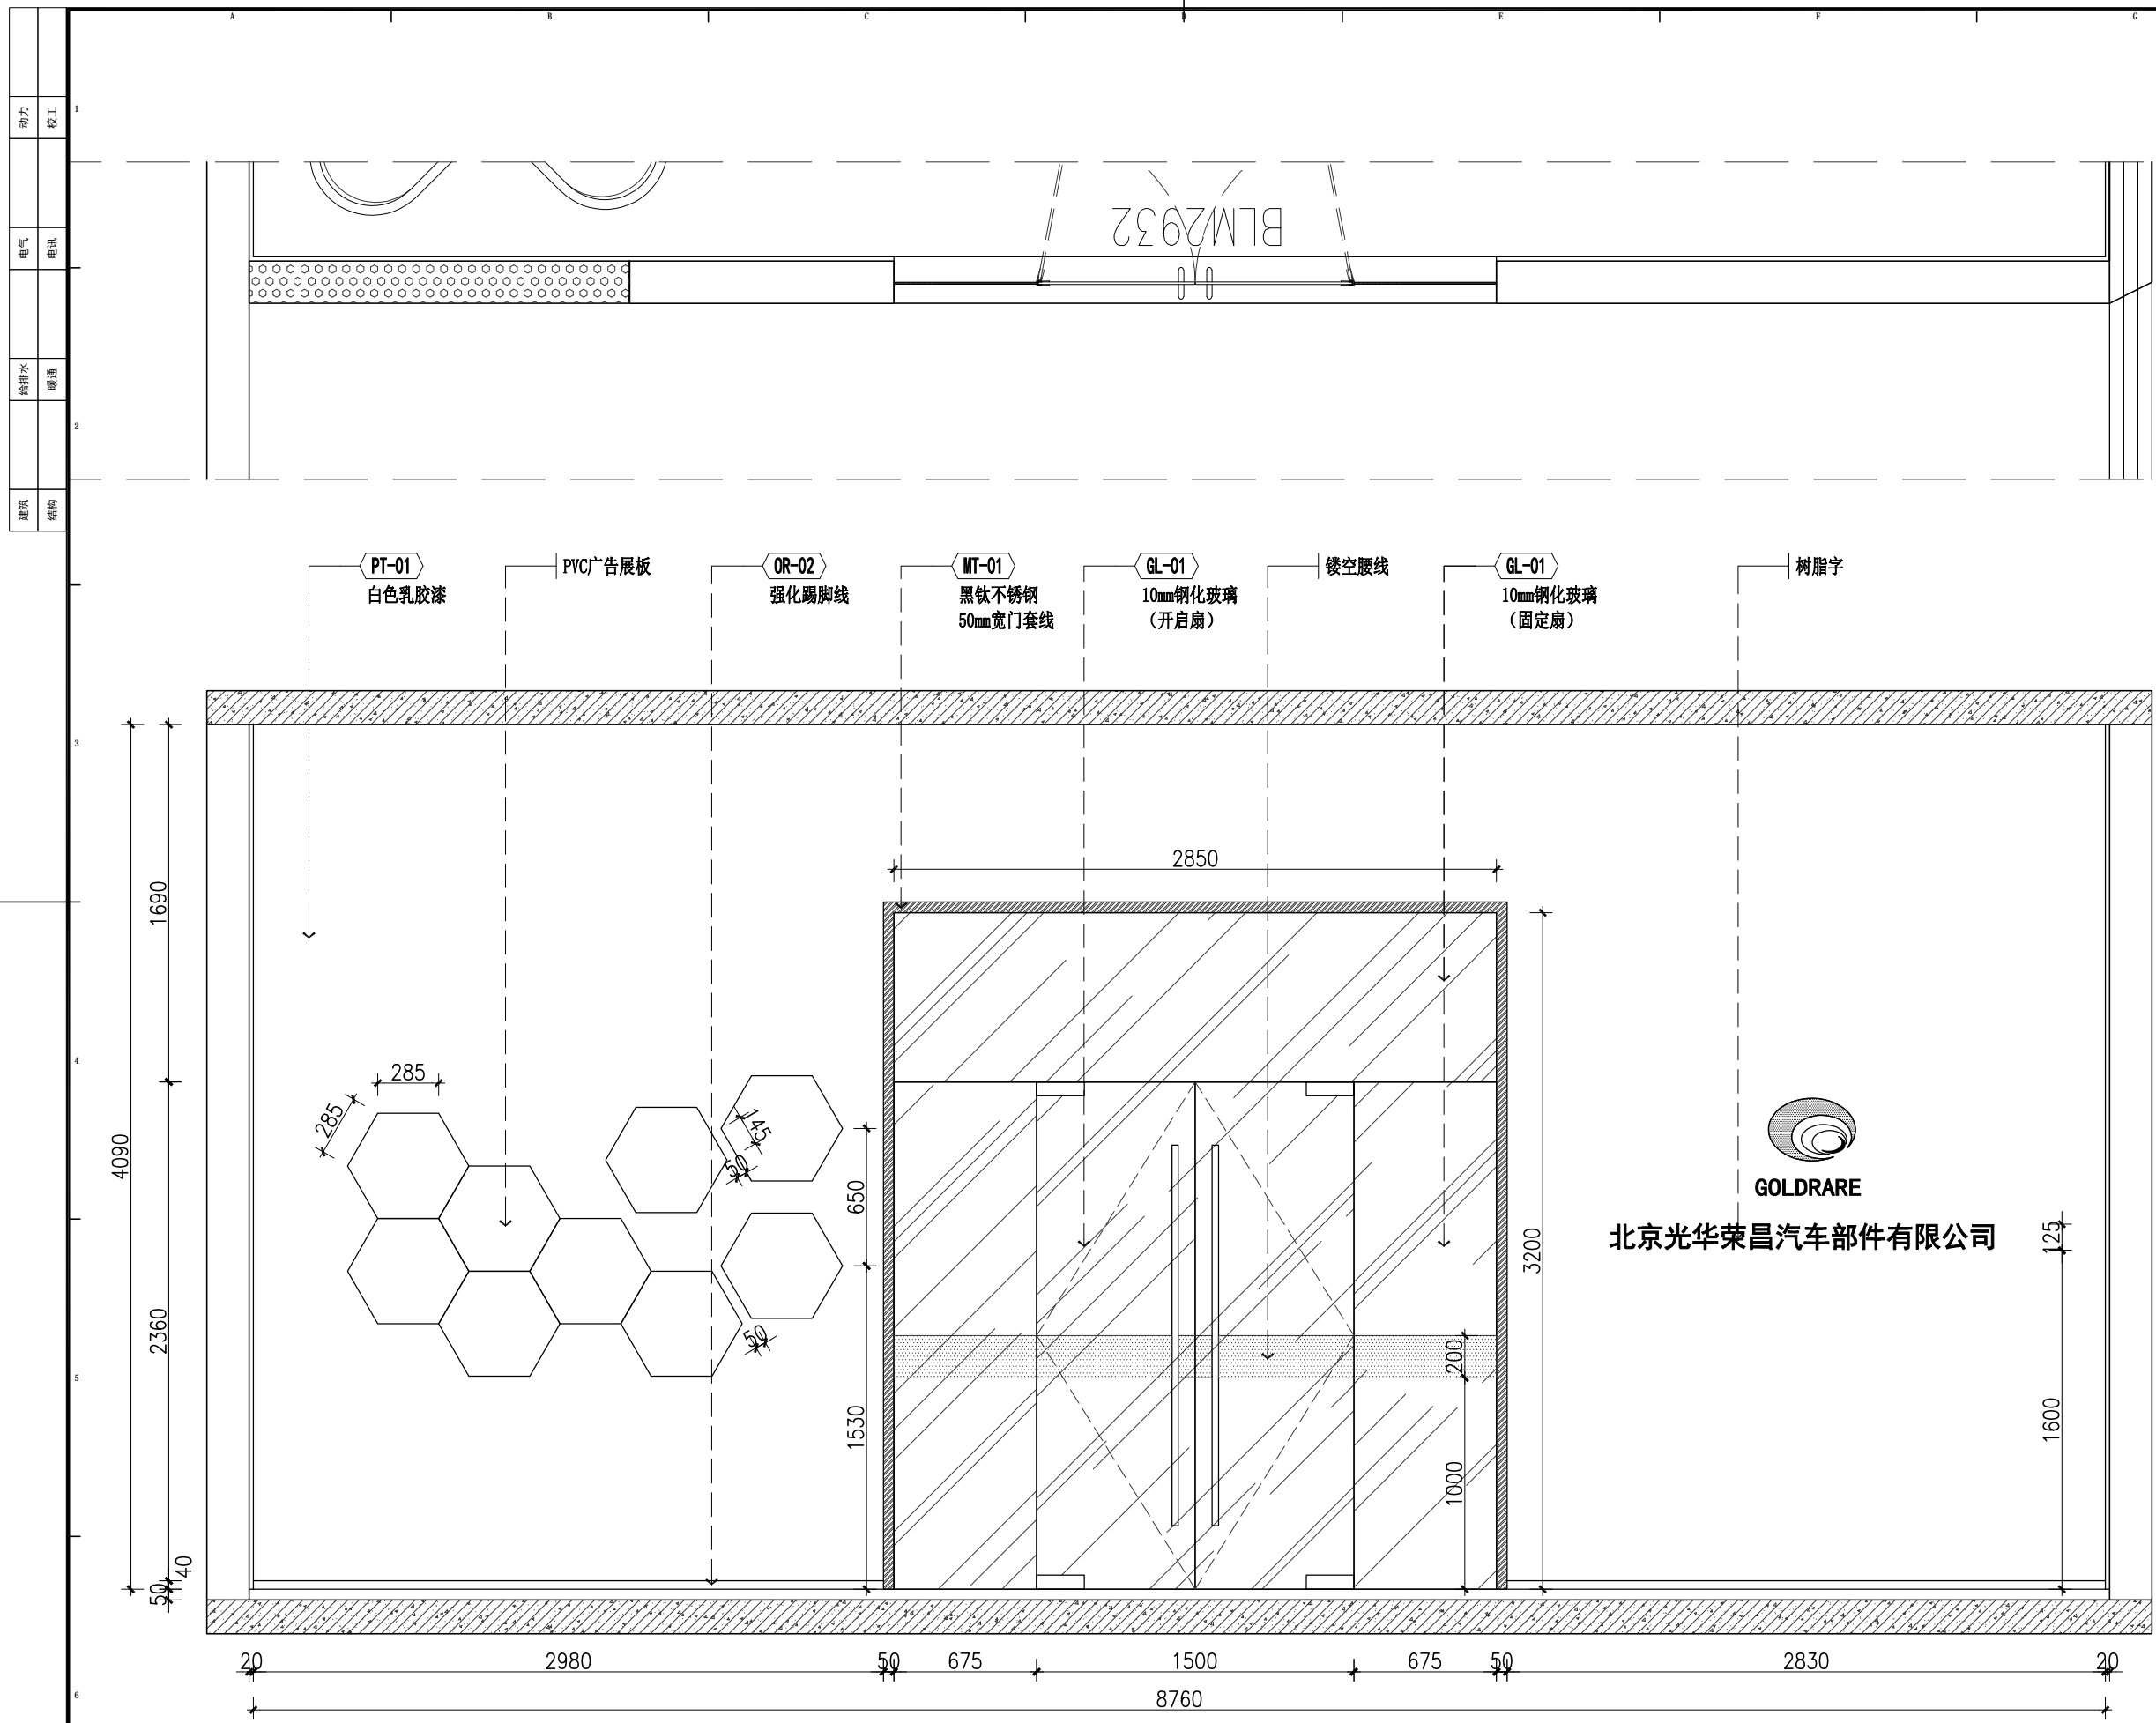 A B C D E F G
1
动力 校工
BLM2932
电气 电讯
给排水 暖通
2
建筑 结构
PT-01
白色乳胶漆
PVC广告展板
OR-02
强化踢脚线
MT-01
黑钛不锈钢
50mm宽门套线
GL-01
10mm钢化玻璃
(开启扇)
镂空腰线
GL-01
10mm钢化玻璃
(固定扇)
树脂字
3
2850
1690
4
285
285
145
50
4090
650
3200
GOLDRARE
北京光华荣昌汽车部件有限公司
125
2360
50
200
5
1530
1000
1600
40
50
20 2980 50 675 1500 675 50 2830 20
6
8760